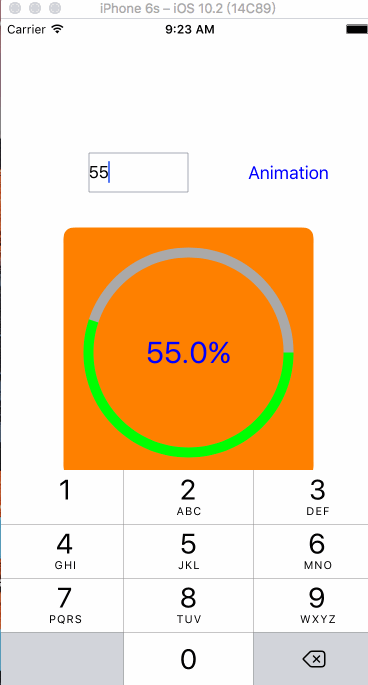 iPhone 6s – iOS 10.2 (14C89)
Carrier 9:23 AM
55 Animation
55.0%
1 2 3
ABC DEF
4 5 6
GHI JKL MNO
7 8 9
PQRS TUV WXYZ
0